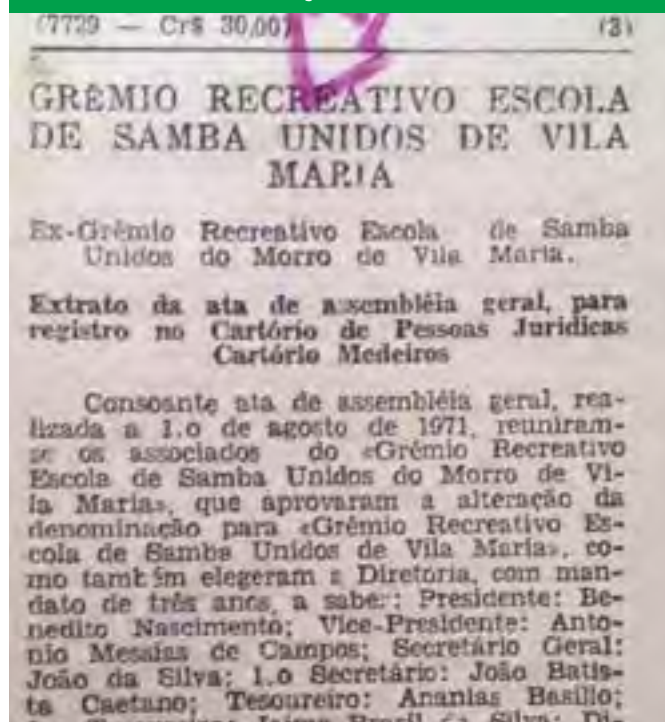 (7729 — Cr$ 30,00) (3)
GRÊMIO RECREATIVO ESCOLA
DE SAMBA UNIDOS DE VILA
MARIA
Ex-Grêmio Recreativo Escola de Samba
Unidos do Morro de Vila Maria.
Extrato da ata de assembléia geral, para
registro no Cartório de Pessoas Jurídicas
Cartório Medeiros
Consoante ata de assembléia geral, rea-
lizada a 1.o de agosto de 1971, reuniram-
se os associados do «Grêmio Recreativo
Escola de Samba Unidos do Morro de Vi-
la Maria», que aprovaram a alteração da
denominação para «Grêmio Recreativo Es-
cola de Samba Unidos de Vila Maria», co-
mo também elegeram a Diretoria, com man-
dato de três anos, a saber: Presidente: Be-
nedito Nascimento; Vice-Presidente: Anto-
nio Messias de Campos; Secretário Geral:
João da Silva; 1.o Secretário: João Batis-
ta Caetano; Tesoureiro: Ananias Basilio;
Jaime Brasil da Silva; Di-